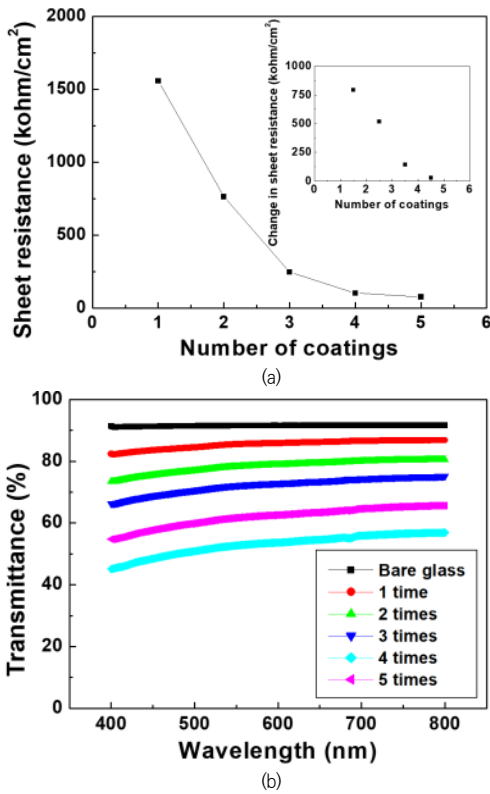 2000
1500
1000
500
0
0 1 2 3 4 5 6
Sheet resistance (kohm/cm²)
Number of coatings
1000
750
500
250
0
0 1 2 3 4 5 6
Change in sheet resistance (kohm/cm²)
Number of coatings
(a)
100
80
60
40
20
0
400 500 600 700 800
Transmittance (%)
Wavelength (nm)
Bare glass
1 time
2 times
3 times
4 times
5 times
(b)